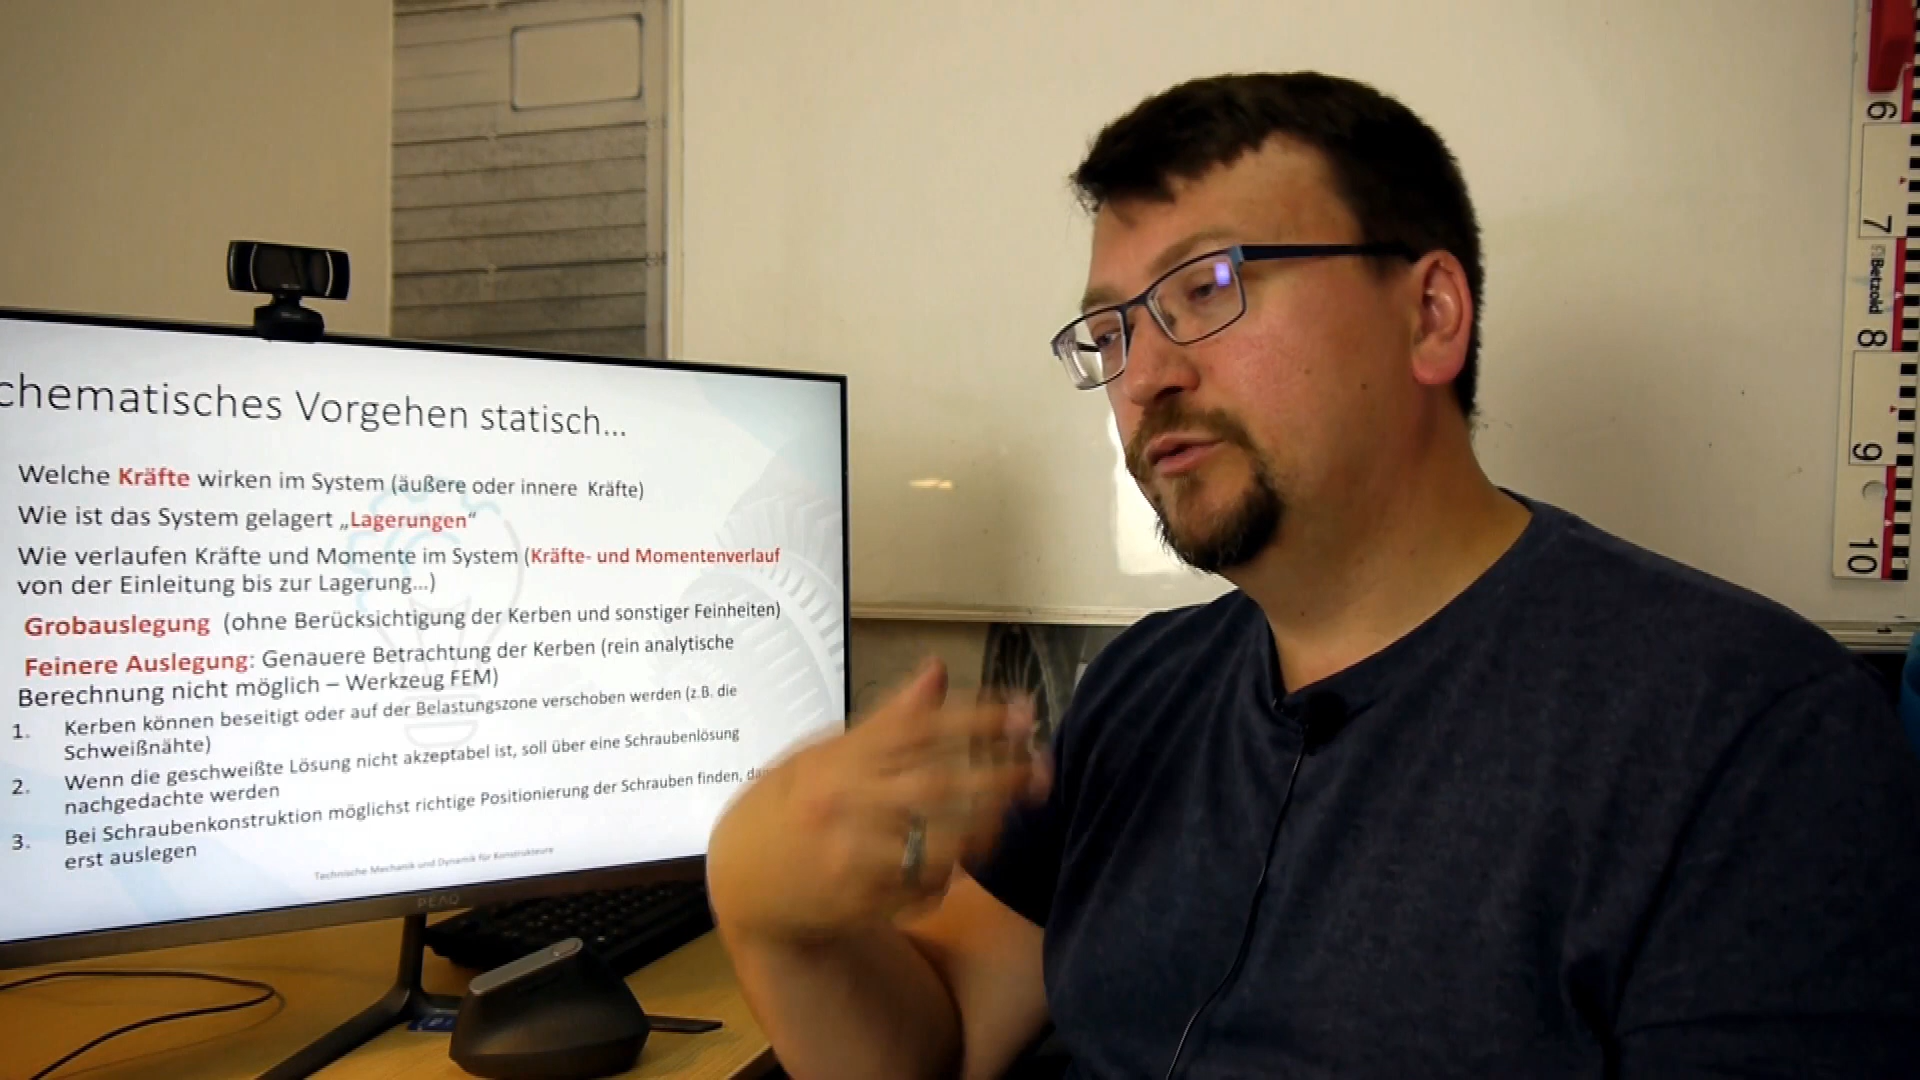 chematisches Vorgehen statisch...
Welche Kräfte wirken im System (äußere oder innere Kräfte)
Wie ist das System gelagert „Lagerungen“
Wie verlaufen Kräfte und Momente im System (Kräfte- und Momentenverlauf
von der Einleitung bis zur Lagerung...)
Grobauslegung (ohne Berücksichtigung der Kerben und sonstiger Feinheiten)
Feinere Auslegung: Genauere Betrachtung der Kerben (rein analytische
Berechnung nicht möglich – Werkzeug FEM)
1. Kerben können beseitigt oder auf der Belastungszone verschoben werden (z.B. die
Schweißnähte)
2. Wenn die geschweißte Lösung nicht akzeptabel ist, soll über eine Schraubenlösung
nachgedachte werden
3. Bei Schraubenkonstruktion möglichst richtige Positionierung der Schrauben finden,
erst auslegen
Technische Mechanik und Dynamik für Konstrukteure
PEAQ
6
7
Betzold
8
9
10